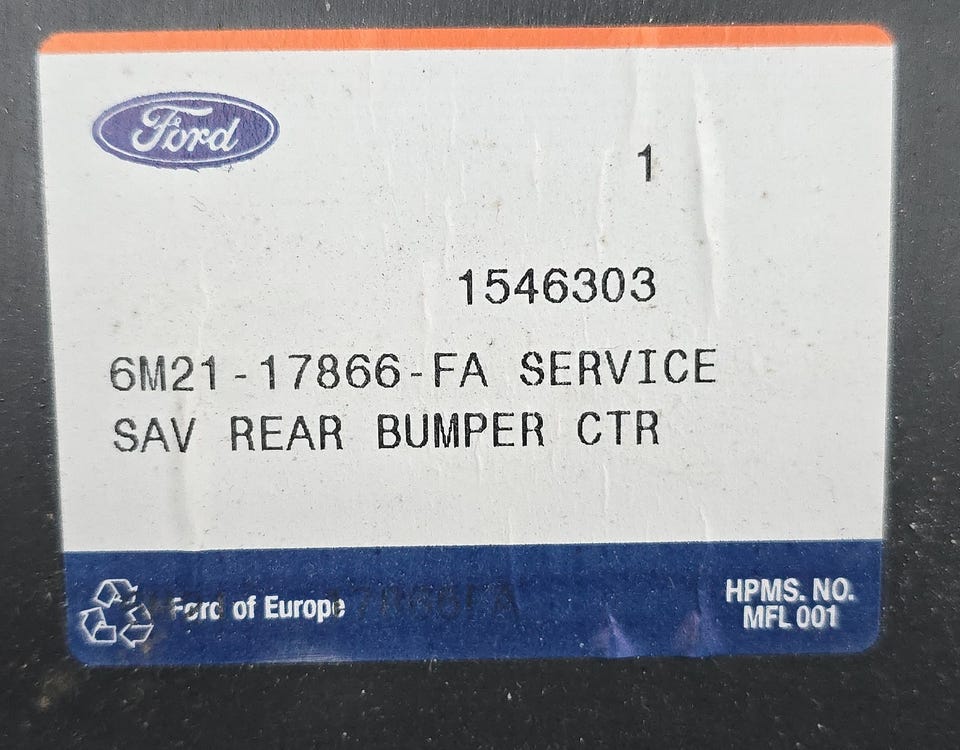 Ford
1
1546303
6M21-17866-FA SERVICE
SAV REAR BUMPER CTR
Ford of Europe
HPMS. NO.
MFL 001